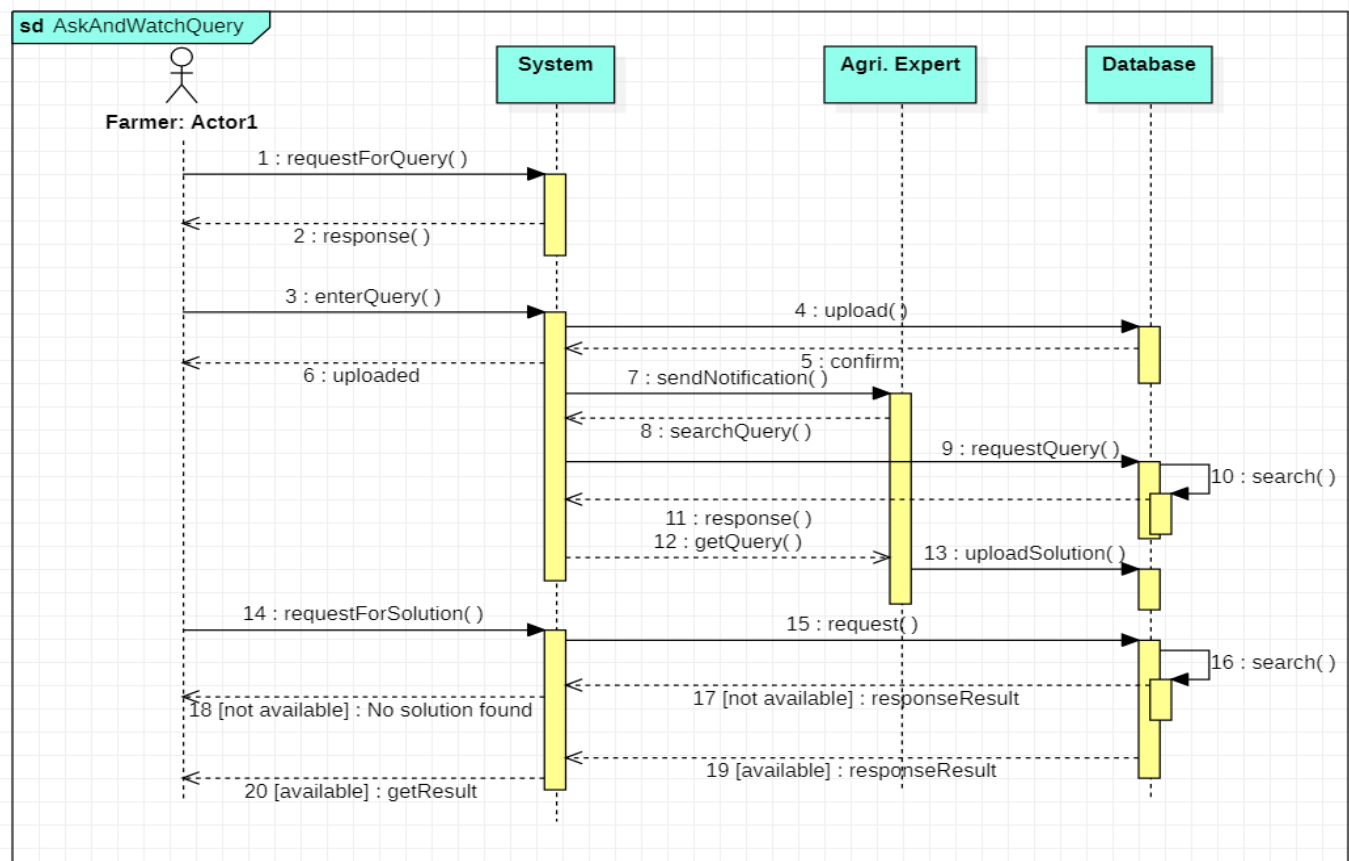 sd AskAndWatchQuery
System
Agri. Expert
Database
Farmer: Actor1
1 : requestForQuery( )
2 : response( )
3 : enterQuery( )
4 : upload( )
5 : confirm
6 : uploaded
7 : sendNotification( )
8 : searchQuery( )
9 : requestQuery( )
10 : search( )
11 : response( )
12 : getQuery( )
13 : uploadSolution( )
14 : requestForSolution( )
15 : request( )
16 : search( )
17 [not available] : responseResult
18 [not available] : No solution found
19 [available] : responseResult
20 [available] : getResult